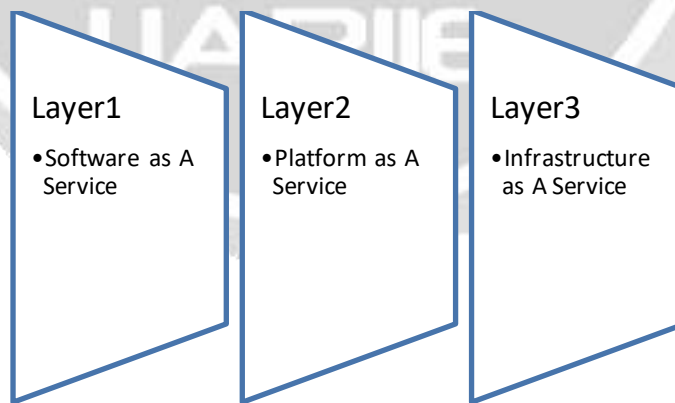 Layer1
•Software as A
Service
Layer2
•Platform as A
Service
Layer3
•Infrastructure
as A Service